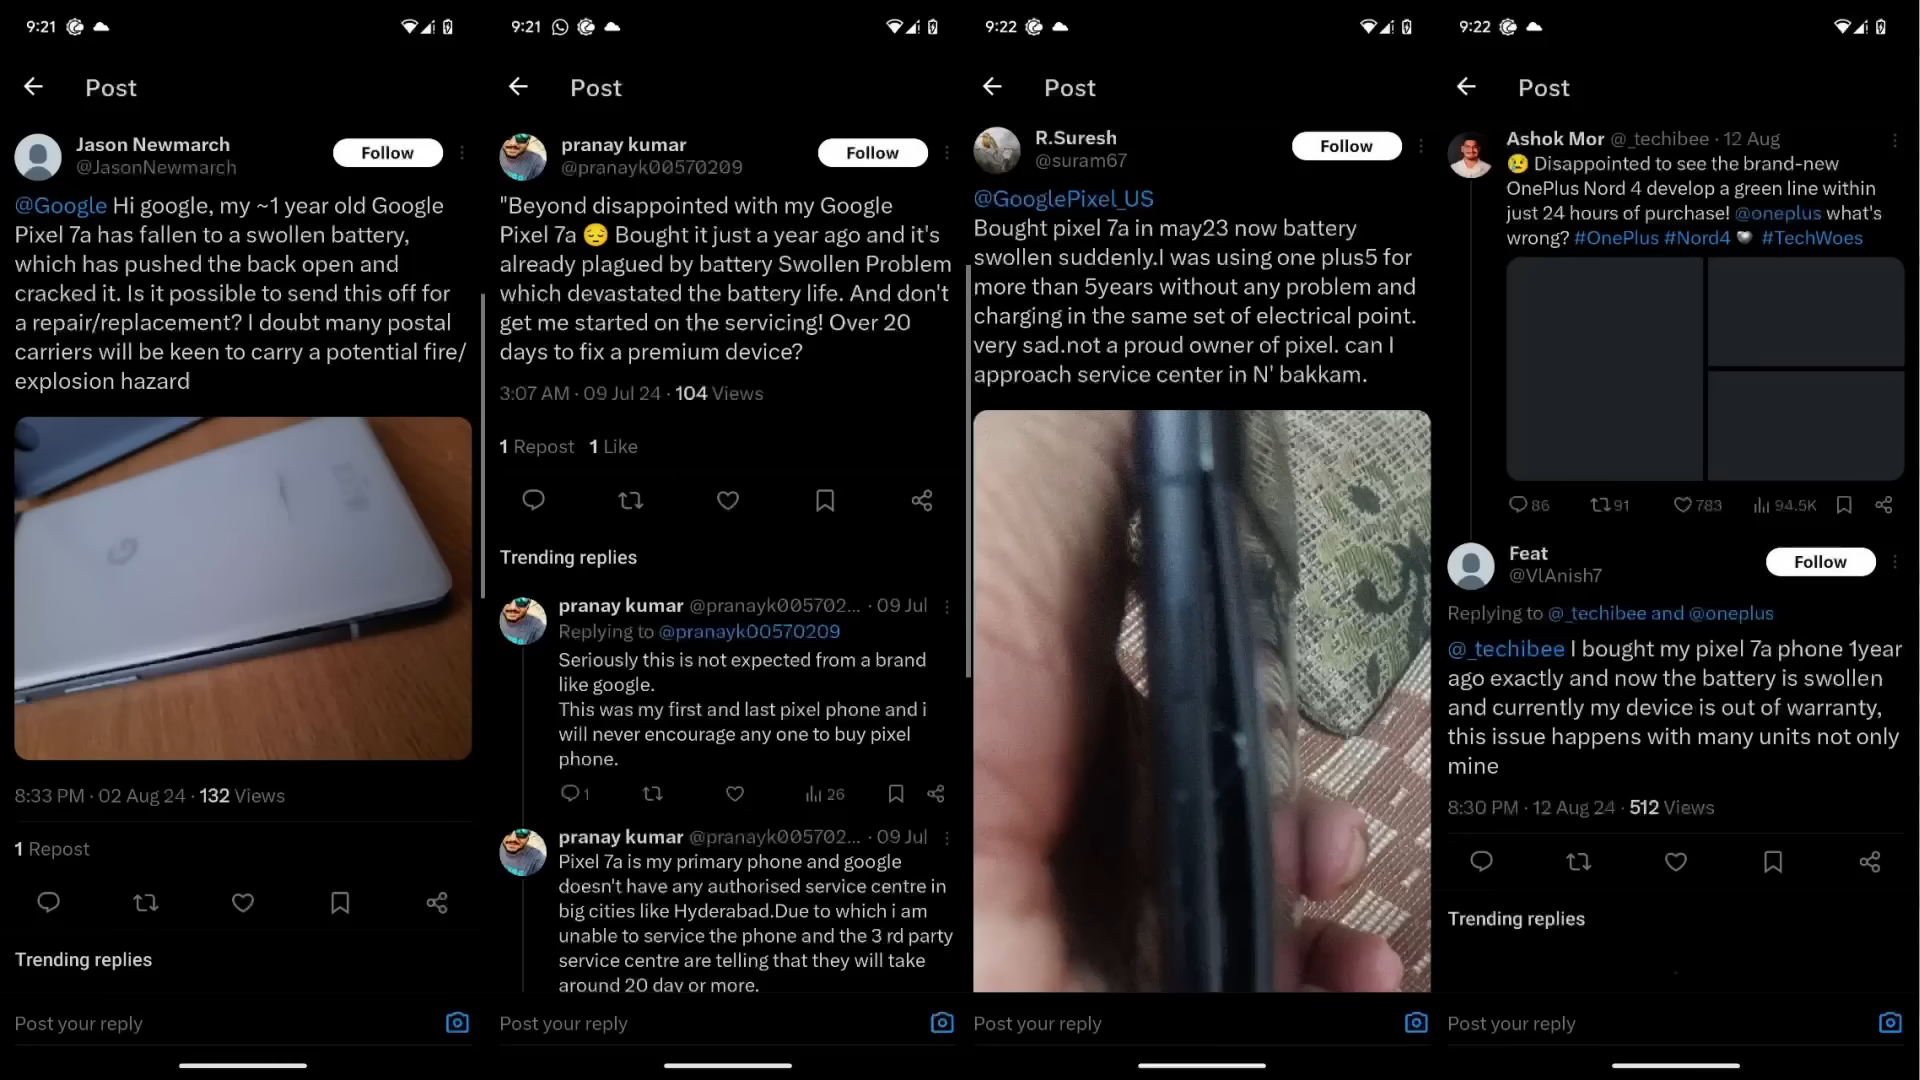 9:21
Post
Jason Newmarch
@JasonNewmarch
Follow
@Google Hi google, my ~1 year old Google
Pixel 7a has fallen to a swollen battery,
which has pushed the back open and
cracked it. Is it possible to send this off for
a repair/replacement? I doubt many postal
carriers will be keen to carry a potential fire/
explosion hazard
8:33 PM · 02 Aug 24 · 132 Views
1 Repost
Trending replies
Post your reply
9:21
Post
pranay kumar
@pranayk00570209
Follow
"Beyond disappointed with my Google
Pixel 7a 😔 Bought it just a year ago and it's
already plagued by battery Swollen Problem
which devastated the battery life. And don't
get me started on the servicing! Over 20
days to fix a premium device?
3:07 AM · 09 Jul 24 · 104 Views
1 Repost 1 Like
Trending replies
pranay kumar @pranayk005702... · 09 Jul
Replying to @pranayk00570209
Seriously this is not expected from a brand
like google.
This was my first and last pixel phone and i
will never encourage any one to buy pixel
phone.
1 26
pranay kumar @pranayk005702... · 09 Jul
Pixel 7a is my primary phone and google
doesn't have any authorised service centre in
big cities like Hyderabad.Due to which i am
unable to service the phone and the 3 rd party
service centre are telling that they will take
around 20 day or more.
Post your reply
9:22
Post
R.Suresh
@suram67
Follow
@GooglePixel_US
Bought pixel 7a in may23 now battery
swollen suddenly.I was using one plus5 for
more than 5years without any problem and
charging in the same set of electrical point.
very sad.not a proud owner of pixel. can I
approach service center in N' bakkam.
Post your reply
9:22
Post
Ashok Mor @_techibee · 12 Aug
😢 Disappointed to see the brand-new
OnePlus Nord 4 develop a green line within
just 24 hours of purchase! @oneplus what's
wrong? #OnePlus #Nord4 💔 #TechWoes
86 91 783 94.5K
Feat
@VlAnish7
Follow
Replying to @_techibee and @oneplus
@_techibee I bought my pixel 7a phone 1year
ago exactly and now the battery is swollen
and currently my device is out of warranty,
this issue happens with many units not only
mine
8:30 PM · 12 Aug 24 · 512 Views
Trending replies
Post your reply